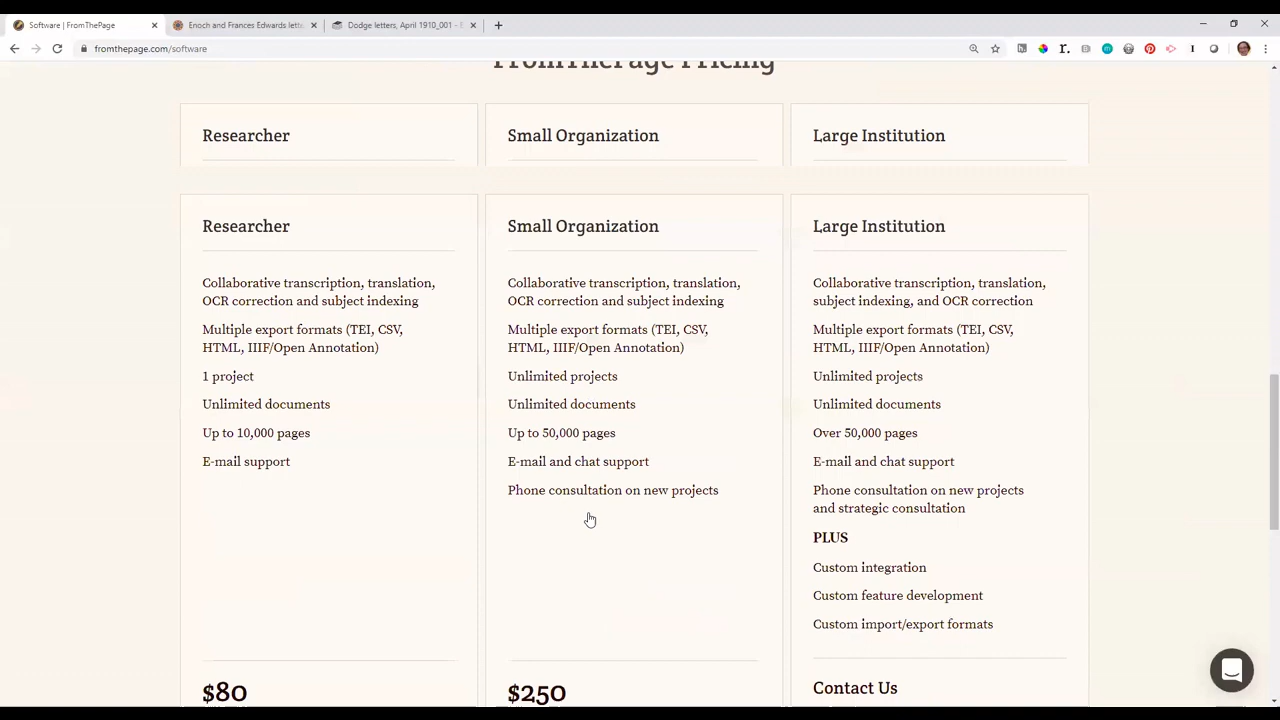 Software | FromThePage
Enoch and Frances Edwards lette
Dodge letters, April 1910_001 - E
fromthepage.com/software
FromThePage Pricing
Researcher
Small Organization
Large Institution
Researcher
Collaborative transcription, translation,
OCR correction and subject indexing
Multiple export formats (TEI, CSV,
HTML, IIIF/Open Annotation)
1 project
Unlimited documents
Up to 10,000 pages
E-mail support
$80
Small Organization
Collaborative transcription, translation,
OCR correction and subject indexing
Multiple export formats (TEI, CSV,
HTML, IIIF/Open Annotation)
Unlimited projects
Unlimited documents
Up to 50,000 pages
E-mail and chat support
Phone consultation on new projects
$250
Large Institution
Collaborative transcription, translation,
subject indexing, and OCR correction
Multiple export formats (TEI, CSV,
HTML, IIIF/Open Annotation)
Unlimited projects
Unlimited documents
Over 50,000 pages
E-mail and chat support
Phone consultation on new projects
and strategic consultation
PLUS
Custom integration
Custom feature development
Custom import/export formats
Contact Us